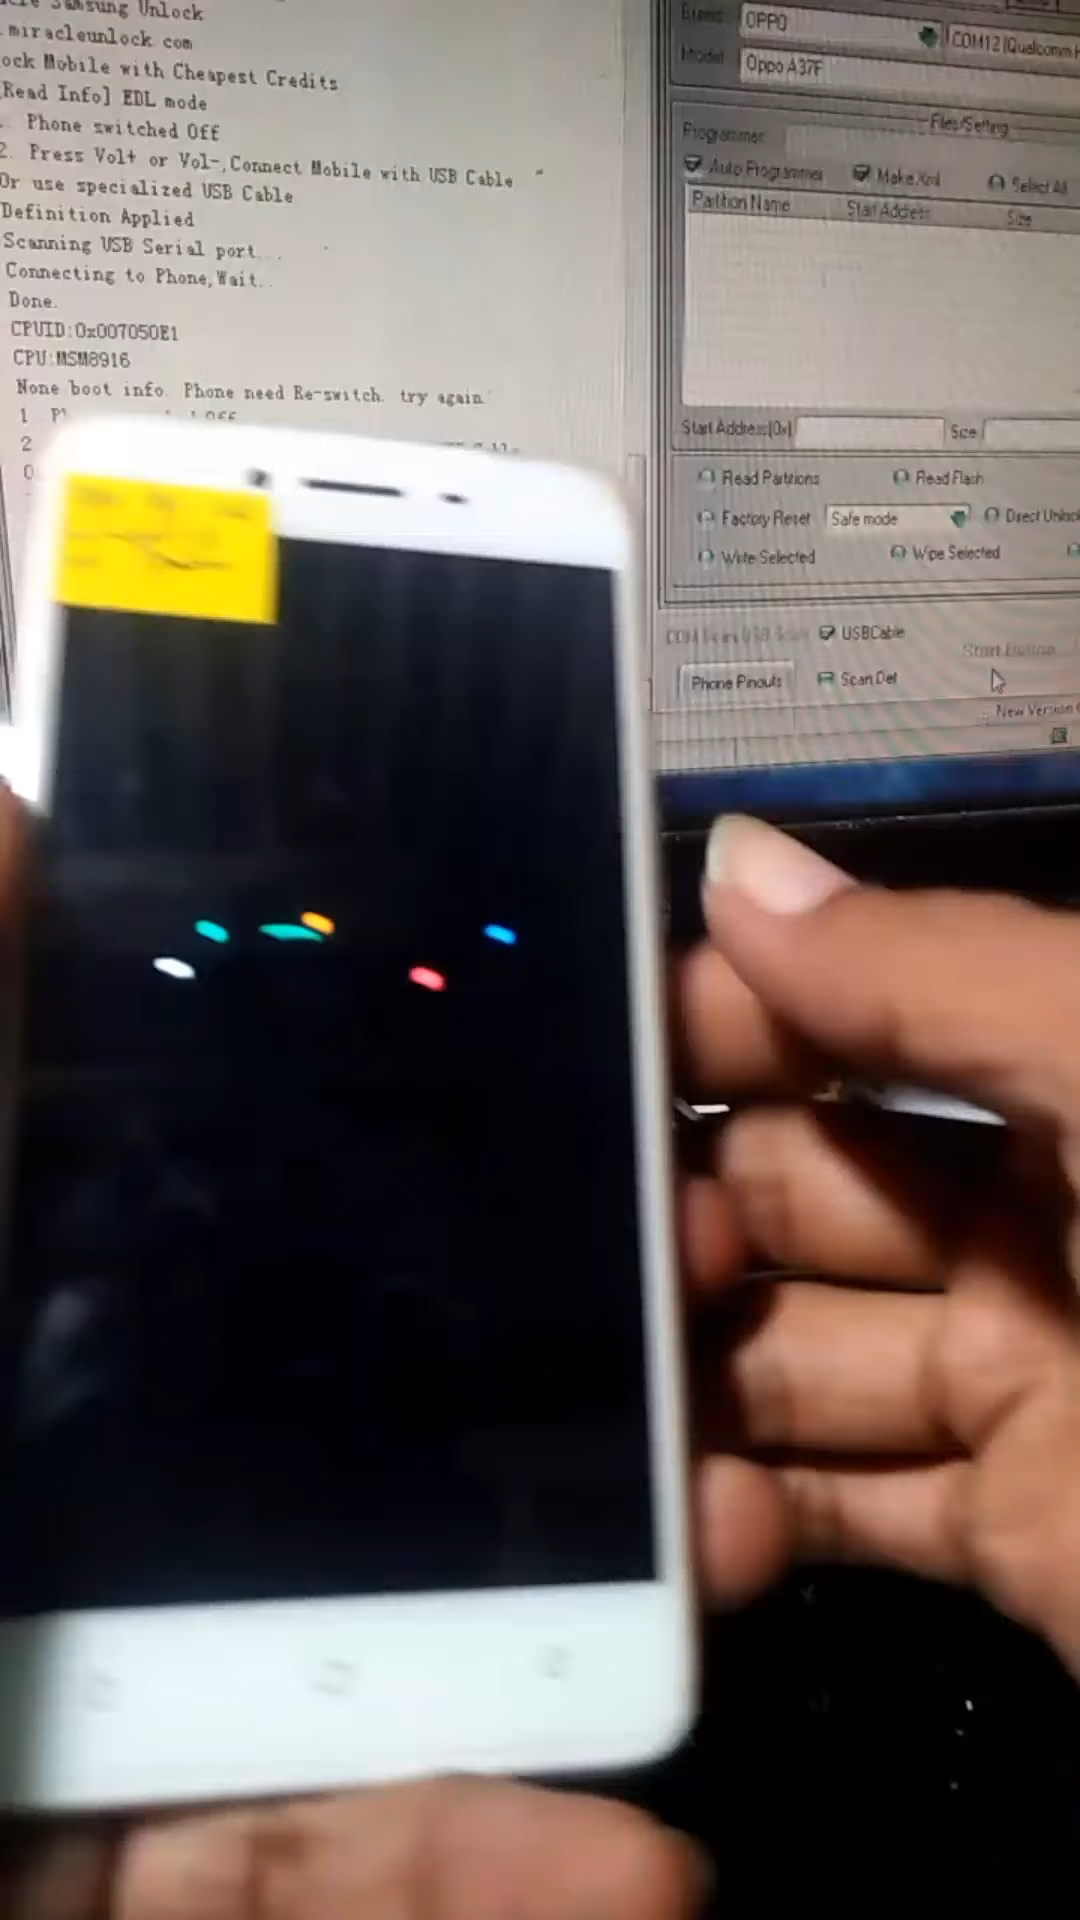 Samsung Unlock
.miracleunlock.com
ock Mobile with Cheapest Credits
[Read Info] EDL mode
. Phone switched Off
2. Press Vol+ or Vol-,Connect Mobile with USB Cable
Or use specialized USB Cable
Definition Applied
Scanning USB Serial port...
Connecting to Phone,Wait..
Done.
CPUID:0x007050E1
CPU:MSM8916
None boot info. Phone need Re-switch. try again
1
2
Brand OPPO COM12 (Qualcomm H
Model Oppo A37F
Files/Setting
Programmer
Auto Programmer Make Xml Select All
Partition Name Start Address Size
Start Address[0x] Size
Read Partitions Read Flash
Factory Reset Safe mode Direct Unlock
Write Selected Wipe Selected
USBCable
Start Button
Phone Pinouts Scan Def
New Version